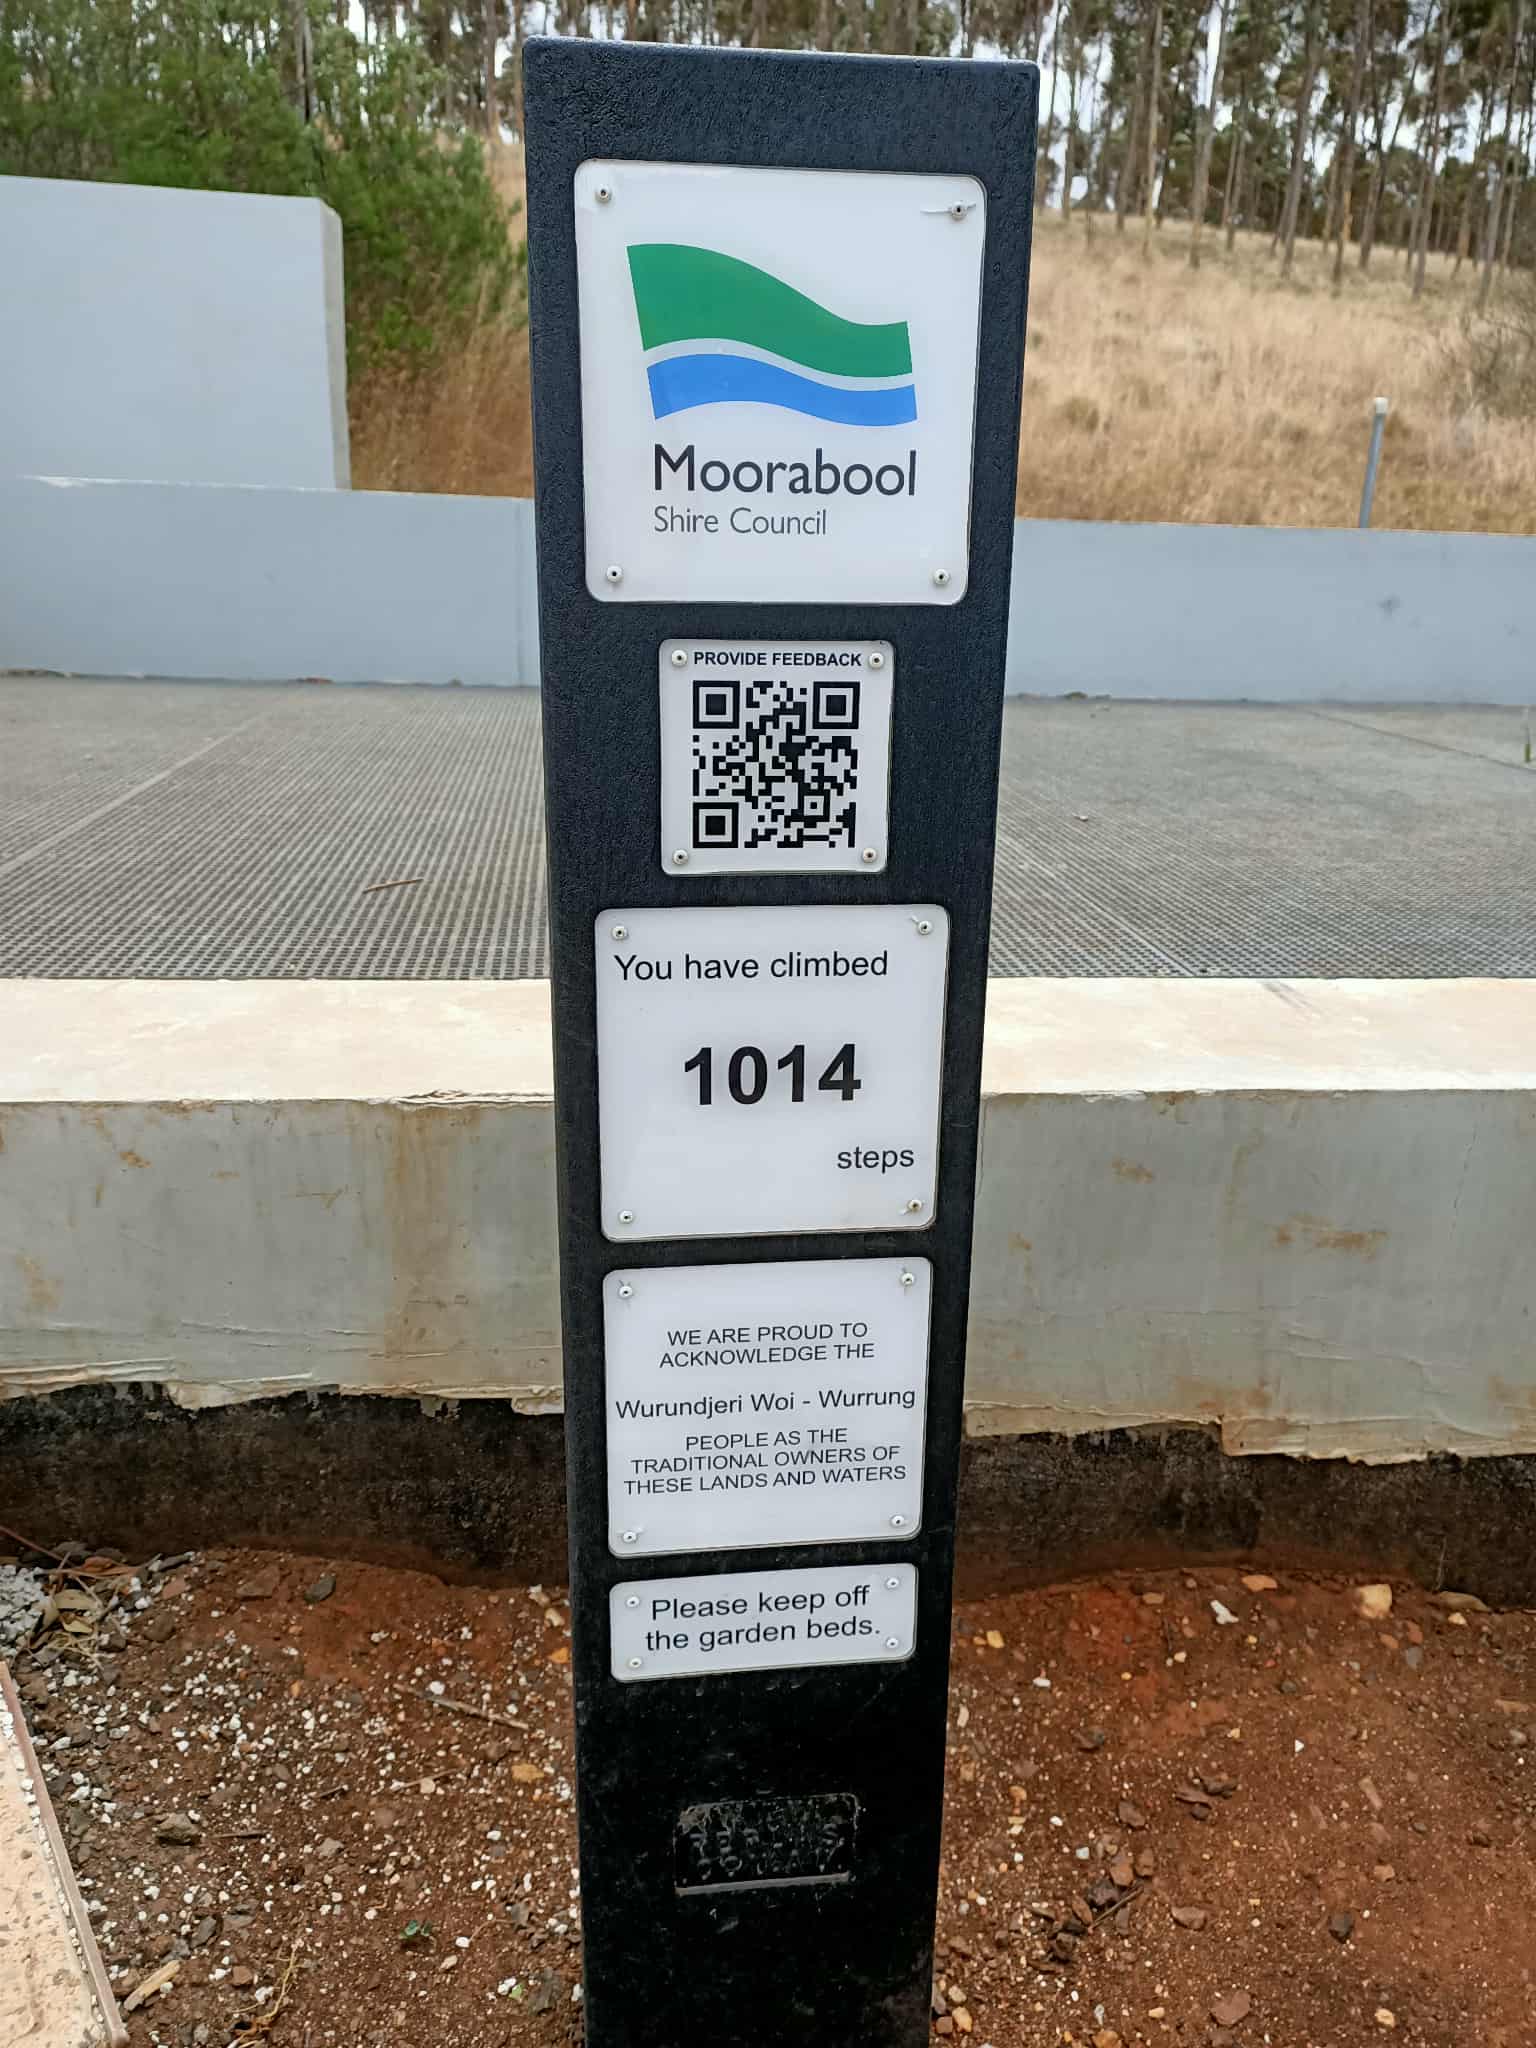 Moorabool
Shire Council
PROVIDE FEEDBACK
You have climbed
1014
steps
WE ARE PROUD TO
ACKNOWLEDGE THE
Wurundjeri Woi - Wurrung
PEOPLE AS THE
TRADITIONAL OWNERS OF
THESE LANDS AND WATERS
Please keep off
the garden beds.